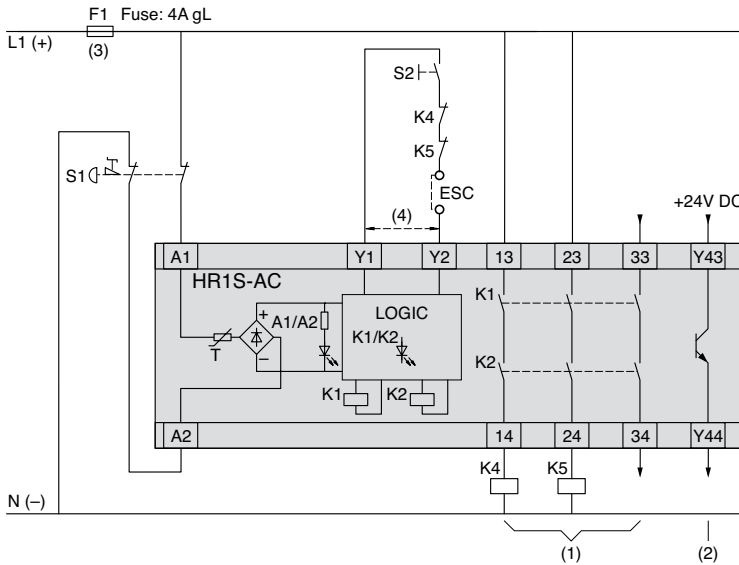 F1 Fuse: 4A gL
L1 (+)
(3)
S2
K4
K5
S1
ESC
(4)
+24V DC
A1 Y1 Y2 13 23 33 Y43
HR1S-AC
K1
LOGIC
+ A1/A2
K1/K2
T
–
K2
K1 K2
A2 14 24 34 Y44
K4 K5
N (–)
(1) (2)